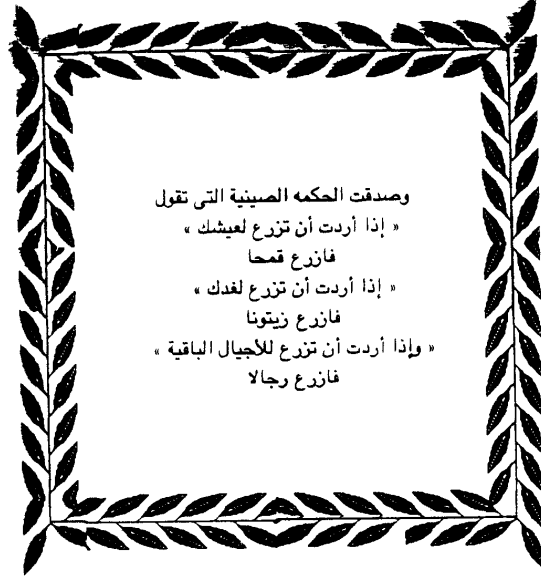 وصدقت الحكمه الصينية التى تقول
« إذا أردت أن تزرع لعيشك »
فازرع قمحا
« إذا أردت أن تزرع لغدك »
فازرع زيتونا
« وإذا أردت أن تزرع للأجيال الباقية »
فازرع رجالا